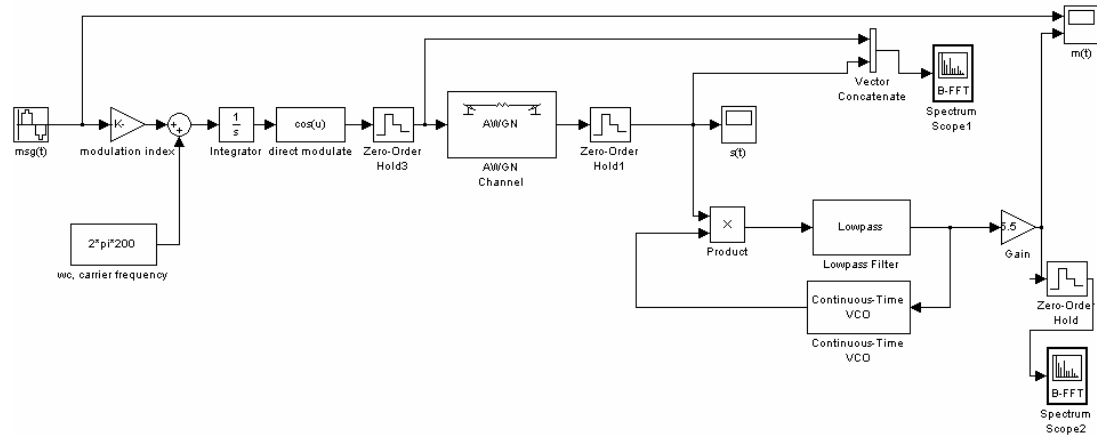 m(t)
B-FFT
Vector
Concatenate
Spectrum
Scope1
msg(t)
K-
modulation index
1
s
Integrator
cos(u)
direct modulate
Zero-Order
Hold3
AWGN
AWGN
Channel
Zero-Order
Hold1
s(t)
2*pi*200
wc, carrier frequency
Product
Lowpass
Lowpass Filter
5.5
Gain
Continuous-Time
VCO
Continuous-Time
VCO
Zero-Order
Hold
B-FFT
Spectrum
Scope2